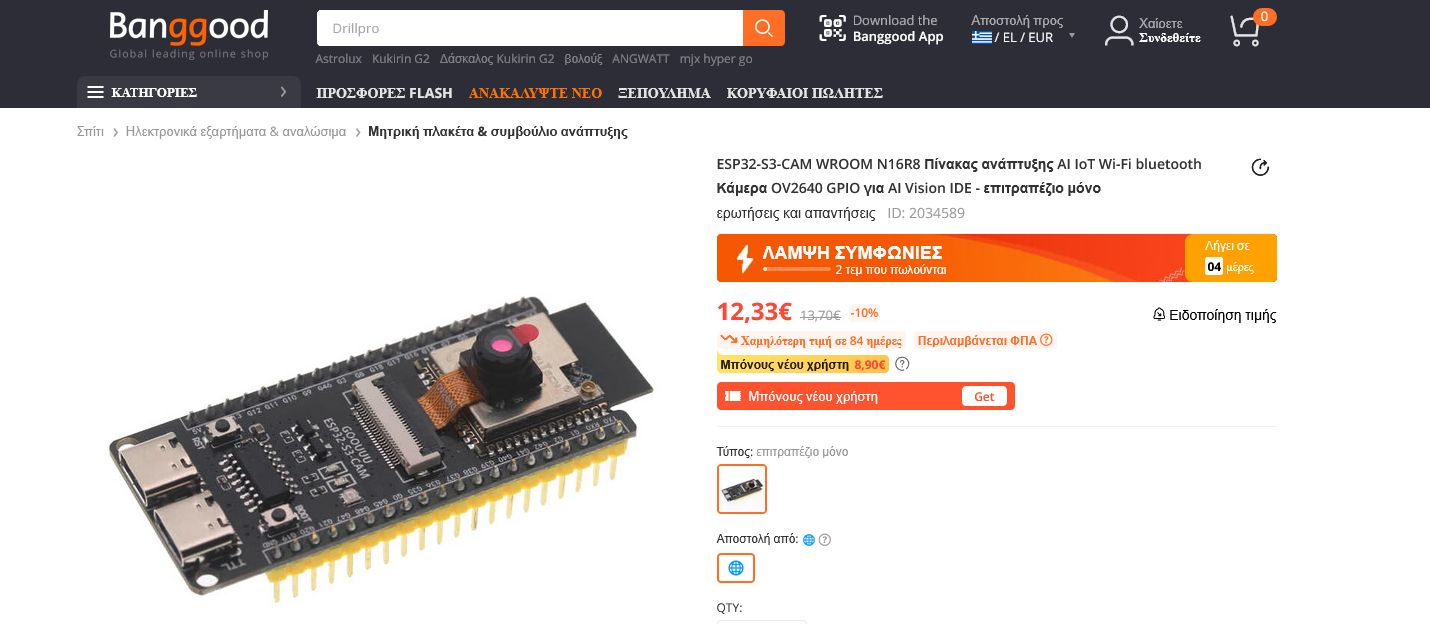 Banggood
Global leading online shop
Drillpro
Download the
Banggood App
Αποστολή προς
/ EL / EUR
Χαίρετε
Συνδεθείτε
0
Astrolux Kukirin G2 Δάσκαλος Kukirin G2 βολούξ ANGWATT mjx hyper go
ΚΑΤΗΓΟΡΙΕΣ
ΠΡΟΣΦΟΡΕΣ FLASH ΑΝΑΚΑΛΥΨΤΕ ΝΕΟ ΞΕΠΟΥΛΗΜΑ ΚΟΡΥΦΑΙΟΙ ΠΩΛΗΤΕΣ
Σπίτι > Ηλεκτρονικά εξαρτήματα & αναλώσιμα > Μητρική πλακέτα & συμβούλιο ανάπτυξης
ESP32-S3-CAM WROOM N16R8 Πίνακας ανάπτυξης AI IoT Wi-Fi bluetooth
Κάμερα OV2640 GPIO για AI Vision IDE - επιτραπέζιο μόνο
ερωτήσεις και απαντήσεις ID: 2034589
ΛΑΜΨΗ ΣΥΜΦΩΝΙΕΣ
2 τεμ που πωλούνται
Λήγει σε
04 μέρες
12,33€ 13,70€ -10%
Ειδοποίηση τιμής
Χαμηλότερη τιμή σε 84 ημέρες Περιλαμβάνεται ΦΠΑ ?
Μπόνους νέου χρήστη 8,90€ ?
Μπόνους νέου χρήστη Get
Τύπος: επιτραπέζιο μόνο
Αποστολή από: ?
QTY:
GOOUUU
ESP32-S3-CAM
RST
BOOT
TTL